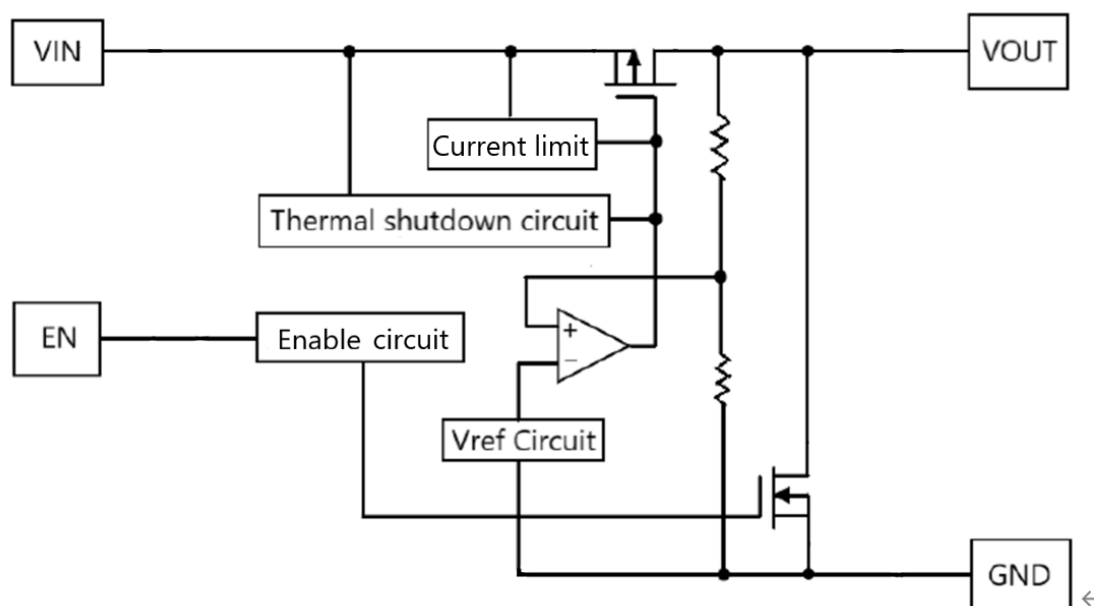 VIN
VOUT
Current limit
Thermal shutdown circuit
EN
Enable circuit
+
−
Vref Circuit
GND
←